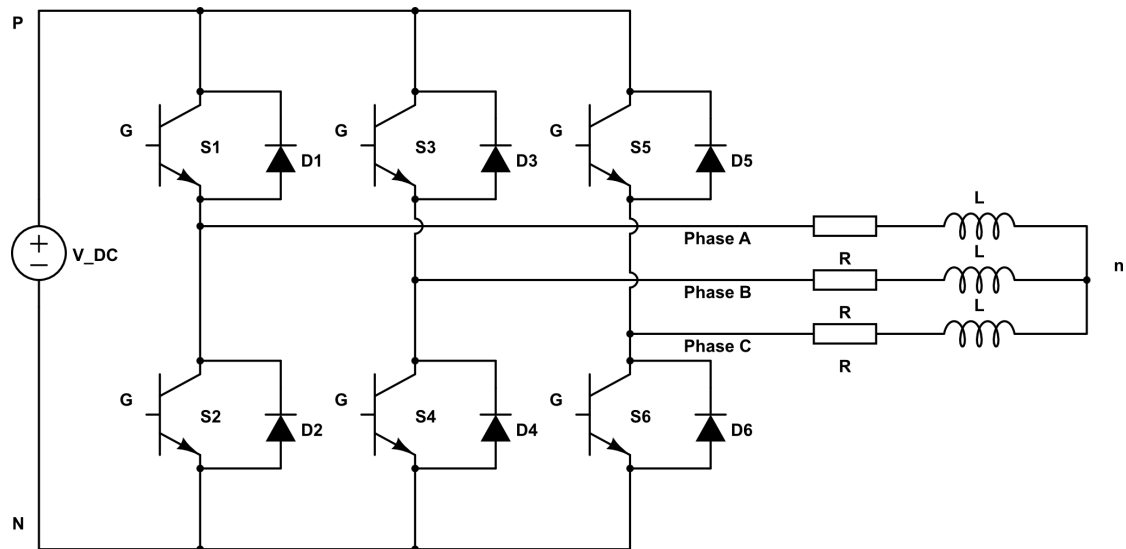 P
G
S1
D1
G
S3
D3
G
S5
D5
V_DC
Phase A
R
L
Phase B
R
L
n
Phase C
R
L
G
S2
D2
G
S4
D4
G
S6
D6
N